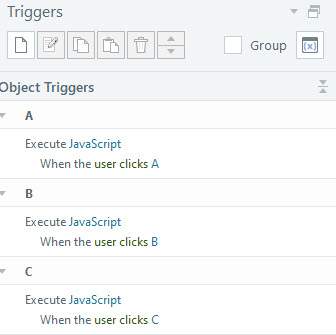 Triggers
Group
(x)
Object Triggers
A
Execute JavaScript
When the user clicks A
B
Execute JavaScript
When the user clicks B
C
Execute JavaScript
When the user clicks C